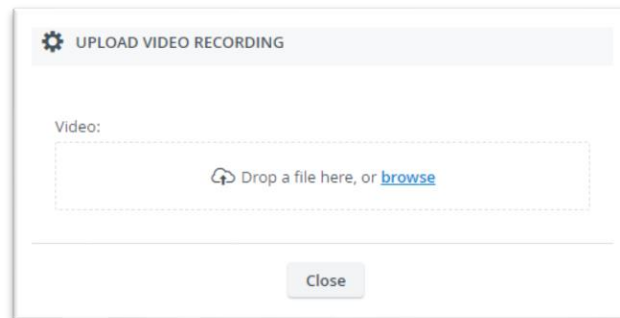 UPLOAD VIDEO RECORDING
Video:
Drop a file here, or browse
Close